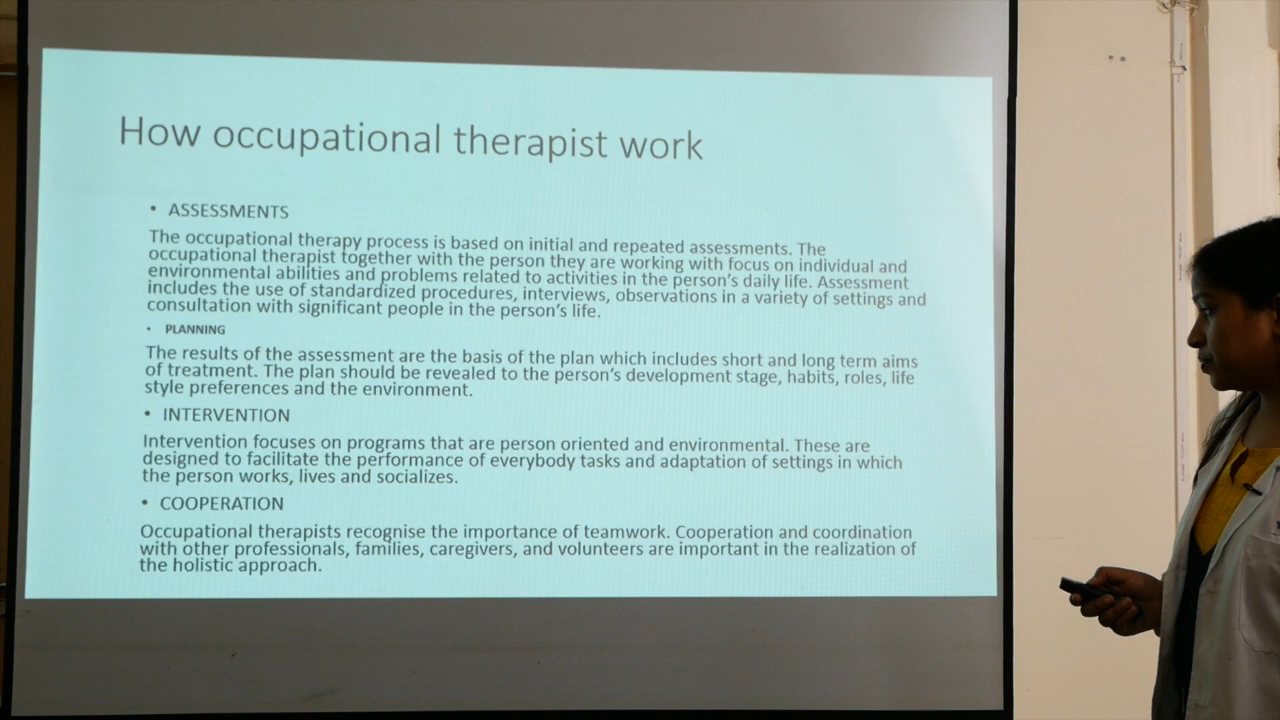 How occupational therapist work
• ASSESSMENTS
The occupational therapy process is based on initial and repeated assessments. The
occupational therapist together with the person they are working with focus on individual and
environmental abilities and problems related to activities in the person's daily life. Assessment
includes the use of standardized procedures, interviews, observations in a variety of settings and
consultation with significant people in the person's life.
• PLANNING
The results of the assessment are the basis of the plan which includes short and long term aims
of treatment. The plan should be revealed to the person's development stage, habits, roles, life
style preferences and the environment.
• INTERVENTION
Intervention focuses on programs that are person oriented and environmental. These are
designed to facilitate the performance of everybody tasks and adaptation of settings in which
the person works, lives and socializes.
• COOPERATION
Occupational therapists recognise the importance of teamwork. Cooperation and coordination
with other professionals, families, caregivers, and volunteers are important in the realization of
the holistic approach.